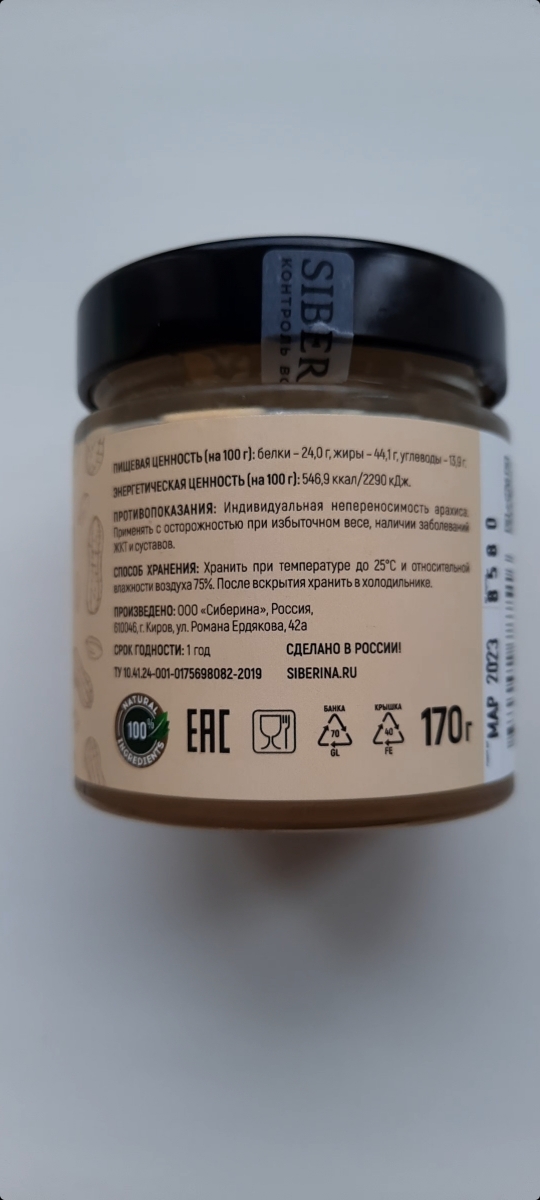 SIBER
КОНТРОЛЬ
ПИЩЕВАЯ ЦЕННОСТЬ (на 100 г): белки – 24,0 г, жиры – 44,1 г, углеводы – 13,9 г.
ЭНЕРГЕТИЧЕСКАЯ ЦЕННОСТЬ (на 100 г): 546,9 ккал/2290 кДж.
ПРОТИВОПОКАЗАНИЯ: Индивидуальная непереносимость арахиса.
Применять с осторожностью при избыточном весе, наличии заболеваний
ЖКТ и суставов.
СПОСОБ ХРАНЕНИЯ: Хранить при температуре до 25°С и относительной
влажности воздуха 75%. После вскрытия хранить в холодильнике.
ПРОИЗВЕДЕНО: ООО «Сиберина», Россия,
610046, г. Киров, ул. Романа Ердякова, 42а
СРОК ГОДНОСТИ: 1 год СДЕЛАНО В РОССИИ!
ТУ 10.41.24-001-0175698082-2019 SIBERINA.RU
NATURAL
100%
INGREDIENTS
EAC
БАНКА
70
GL
КРЫШКА
40
FE
170г
МАР 2023
8580